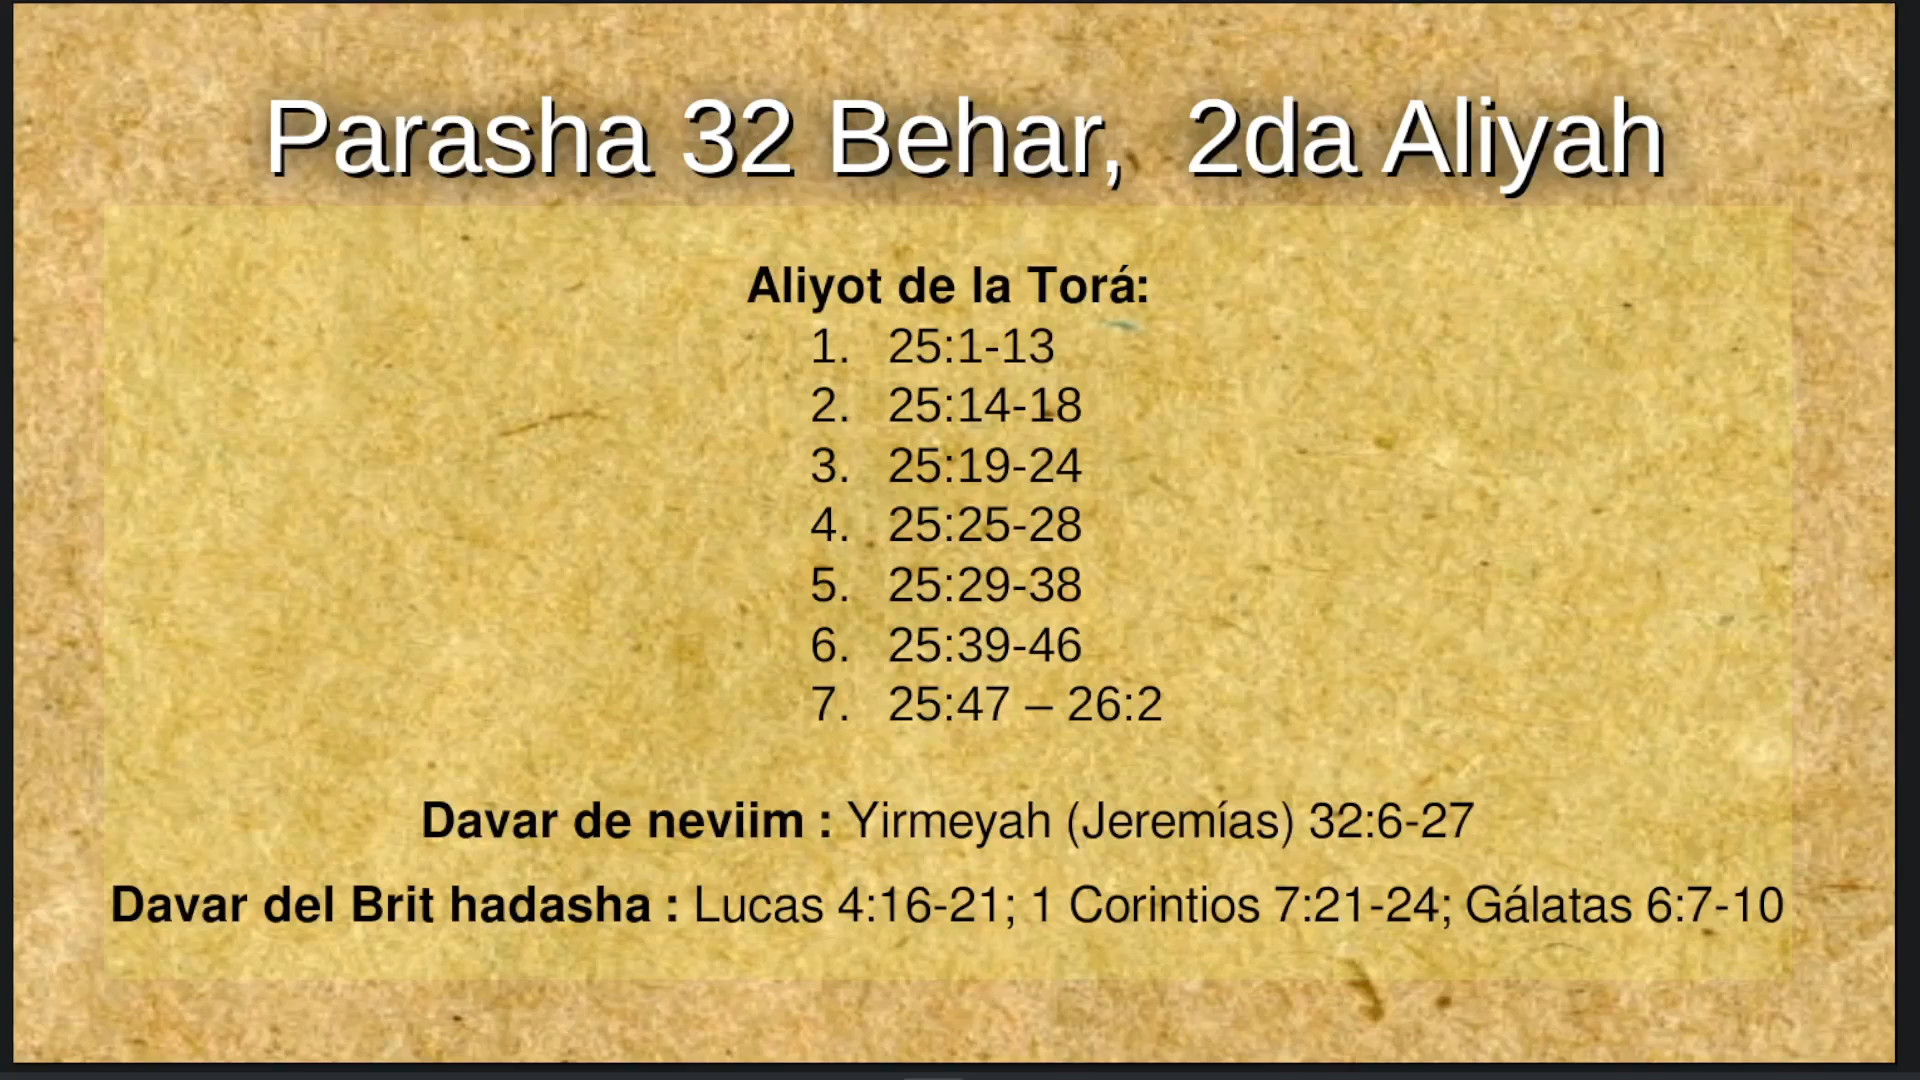 Parasha 32 Behar,  2da Aliyah
Aliyot de la Torá:
1. 25:1-13
2. 25:14-18
3. 25:19-24
4. 25:25-28
5. 25:29-38
6. 25:39-46
7. 25:47 – 26:2
Davar de neviim : Yirmeyah (Jeremías) 32:6-27
Davar del Brit hadasha : Lucas 4:16-21; 1 Corintios 7:21-24; Gálatas 6:7-10